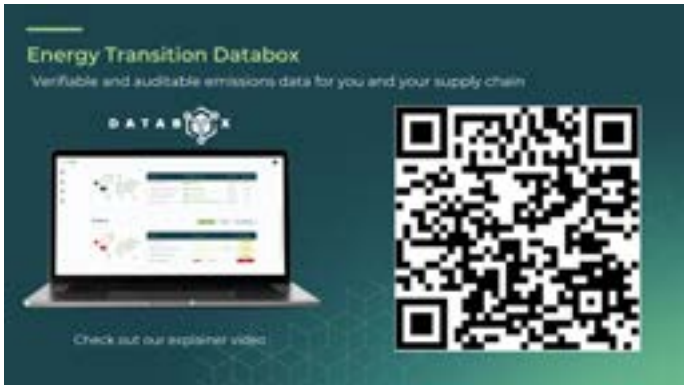 Energy Transition Databox
Verifiable and auditable emissions data for you and your supply chain
DATABOX
Check out our explainer video